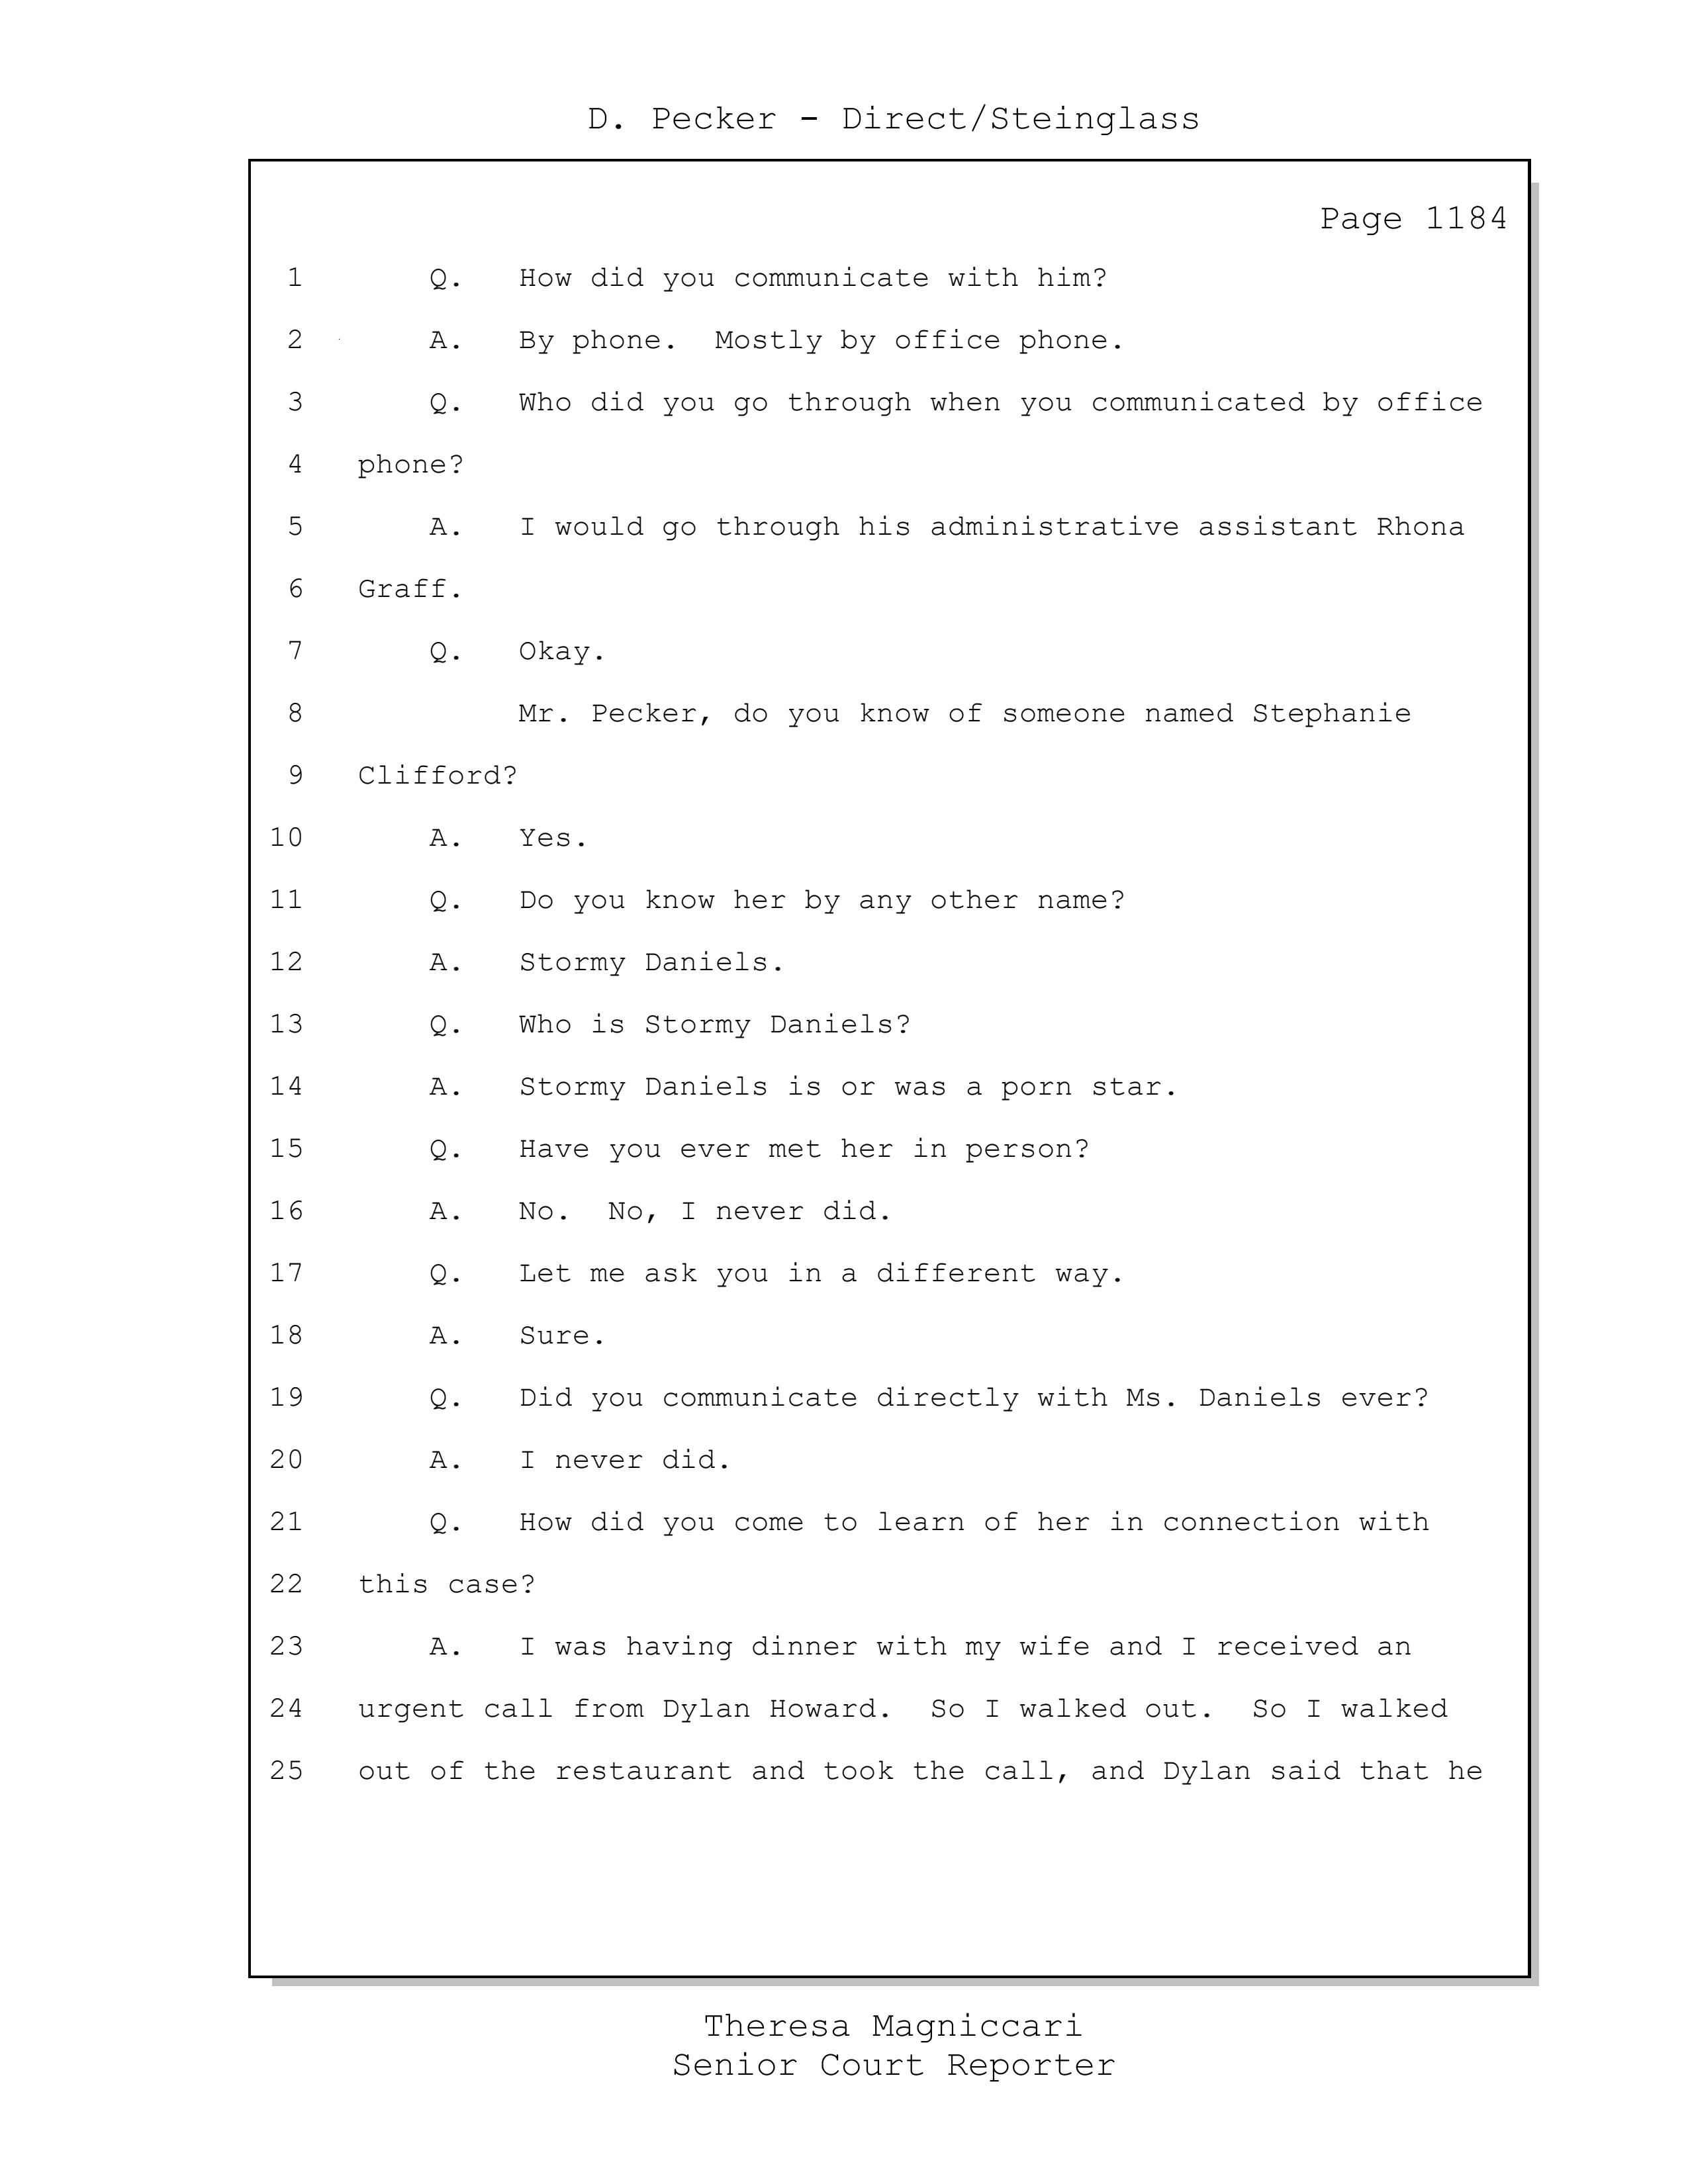 D. Pecker - Direct/Steinglass
Page 1184
1 Q. How did you communicate with him?
2 A. By phone. Mostly by office phone.
3 Q. Who did you go through when you communicated by office
4 phone?
5 A. I would go through his administrative assistant Rhona
6 Graff.
7 Q. Okay.
8 Mr. Pecker, do you know of someone named Stephanie
9 Clifford?
10 A. Yes.
11 Q. Do you know her by any other name?
12 A. Stormy Daniels.
13 Q. Who is Stormy Daniels?
14 A. Stormy Daniels is or was a porn star.
15 Q. Have you ever met her in person?
16 A. No. No, I never did.
17 Q. Let me ask you in a different way.
18 A. Sure.
19 Q. Did you communicate directly with Ms. Daniels ever?
20 A. I never did.
21 Q. How did you come to learn of her in connection with
22 this case?
23 A. I was having dinner with my wife and I received an
24 urgent call from Dylan Howard. So I walked out. So I walked
25 out of the restaurant and took the call, and Dylan said that he
Theresa Magniccari
Senior Court Reporter